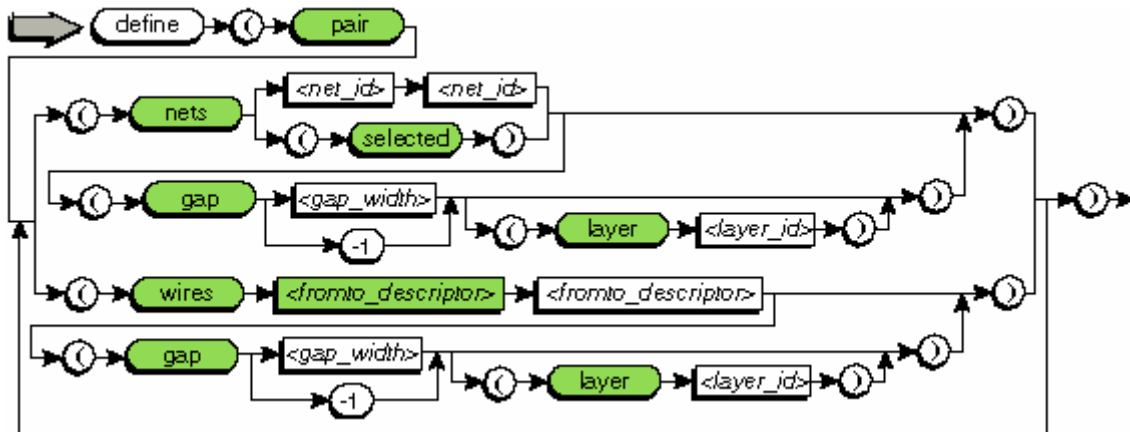 define ( pair
<net_id> <net_id>
( nets )
( selected )
( gap <gap_width> )
( layer <layer_id> )
-1
( wires <fromto_descriptor> <fromto_descriptor> )
( gap <gap_width> )
( layer <layer_id> )
-1